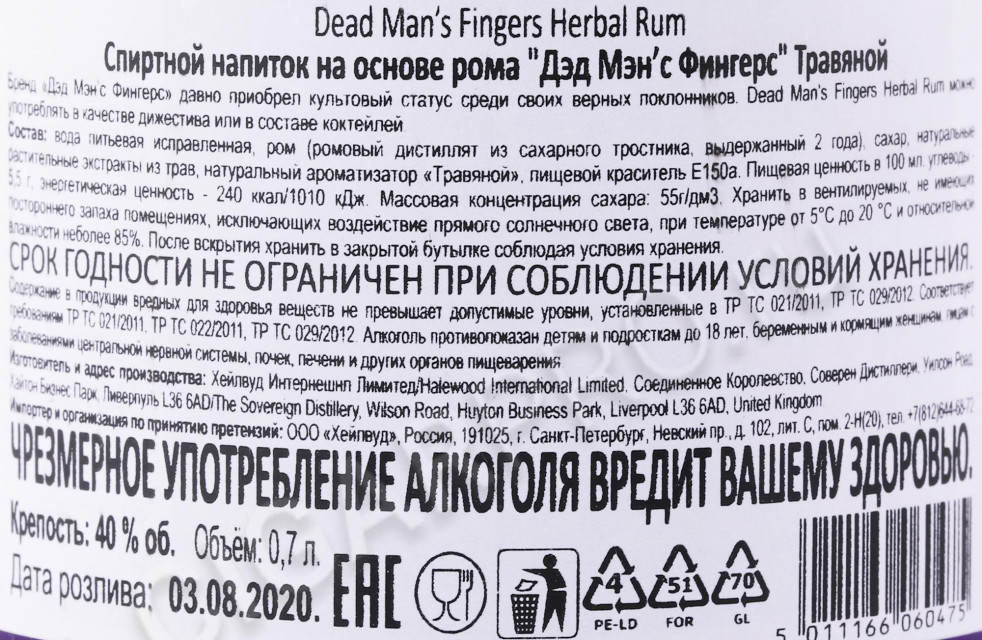 Dead Man's Fingers Herbal Rum
Спиртной напиток на основе рома "Дэд Мэн'с Фингерс" Травяной
Бренд «Дэд Мэн'с Фингерс» давно приобрел культовый статус среди своих верных поклонников. Dead Man's Fingers Herbal Rum можно
употреблять в качестве дижестива или в составе коктейлей
Состав: вода питьевая исправленная, ром (ромовый дистиллят из сахарного тростника, выдержанный 2 года), сахар, натуральные
растительные экстракты из трав, натуральный ароматизатор «Травяной», пищевой краситель Е150а. Пищевая ценность в 100 мл. углеводы -
5,5 г, энергетическая ценность - 240 ккал/1010 кДж. Массовая концентрация сахара: 55г/дм3. Хранить в вентилируемых, не имеющих
постороннего запаха помещениях, исключающих воздействие прямого солнечного света, при температуре от 5°С до 20 °С и относительной
влажности неболее 85%. После вскрытия хранить в закрытой бутылке соблюдая условия хранения.
СРОК ГОДНОСТИ НЕ ОГРАНИЧЕН ПРИ СОБЛЮДЕНИИ УСЛОВИЙ ХРАНЕНИЯ.
Содержание в продукции вредных для здоровья веществ не превышает допустимые уровни, установленные в ТР ТС 021/2011, ТР ТС 029/2012. Соответствует
требованиям ТР ТС 021/2011, ТР ТС 022/2011, ТР ТС 029/2012. Алкоголь противопоказан детям и подросткам до 18 лет, беременным и кормящим женщинам, лицам с
заболеваниями центральной нервной системы, почек, печени и других органов пищеварения
Изготовитель и адрес производства: Хейлвуд Интернешнл Лимитед/Halewood International Limited. Соединенное Королевство, Соверен Дистиллери, Уилсон Роад,
Хайтон Бизнес Парк, Ливерпуль L36 6AD/The Sovereign Distillery, Wilson Road, Huyton Business Park, Liverpool L36 6AD, United Kingdom
Импортер и организация по принятию претензий: ООО «Хейлвуд», Россия, 191025, г. Санкт-Петербург, Невский пр., д. 102, лит. С, пом. 2-Н(20), тел. +7(812)644-68-72
ЧРЕЗМЕРНОЕ УПОТРЕБЛЕНИЕ АЛКОГОЛЯ ВРЕДИТ ВАШЕМУ ЗДОРОВЬЮ.
Крепость: 40 % об. Объём: 0,7 л.
Дата розлива: 03.08.2020. ЕАС
4 51 70
PE-LD FOR GL
5 011166 060475